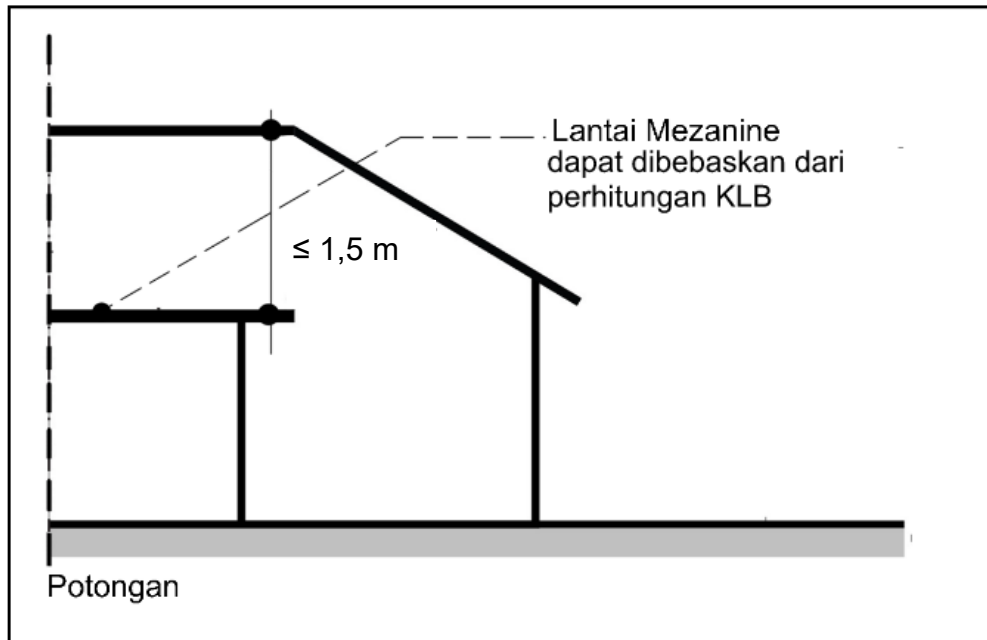 Lantai Mezanine
dapat dibebaskan dari
perhitungan KLB
≤ 1,5 m
Potongan